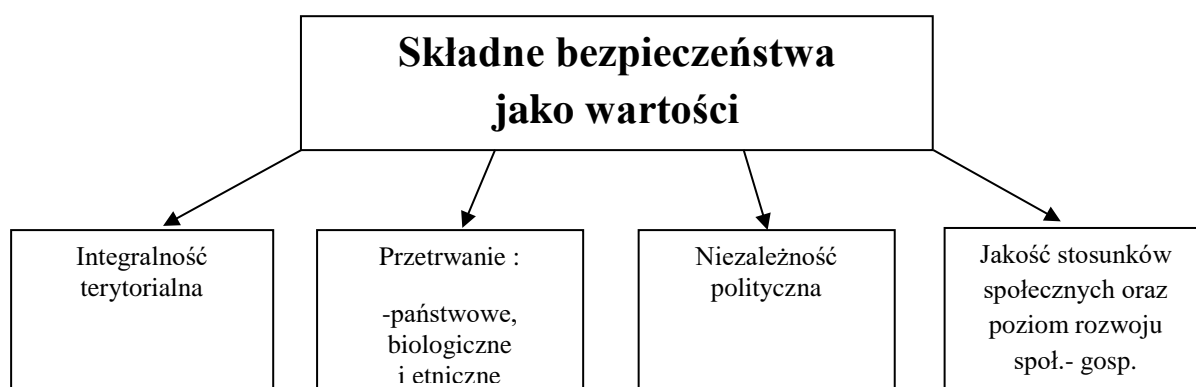 Składne bezpieczeństwa
jako wartości
Integralność
terytorialna
Przetrwanie :
-państwowe,
biologiczne
i etniczne
Niezależność
polityczna
Jakość stosunków
społecznych oraz
poziom rozwoju
społ.- gosp.